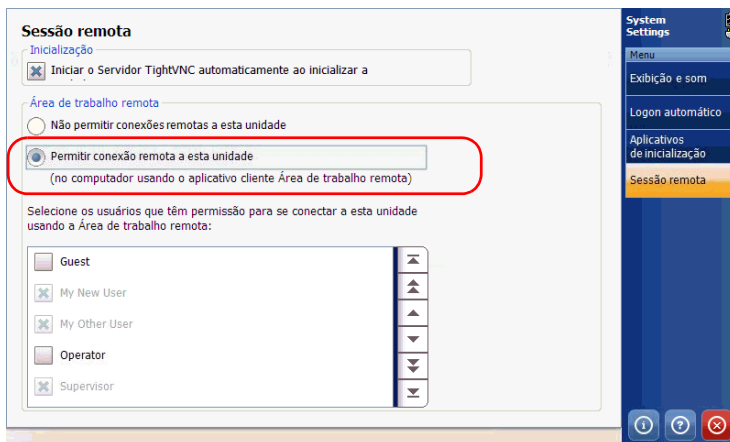 Sessão remota
Inicialização
Iniciar o Servidor TightVNC automaticamente ao inicializar a
Área de trabalho remota
Não permitir conexões remotas a esta unidade
Permitir conexão remota a esta unidade
(no computador usando o aplicativo cliente Área de trabalho remota)
Selecione os usuários que têm permissão para se conectar a esta unidade
usando a Área de trabalho remota:
Guest
My New User
My Other User
Operator
Supervisor
System
Settings
Menu
Exibição e som
Logon automático
Aplicativos
de inicialização
Sessão remota